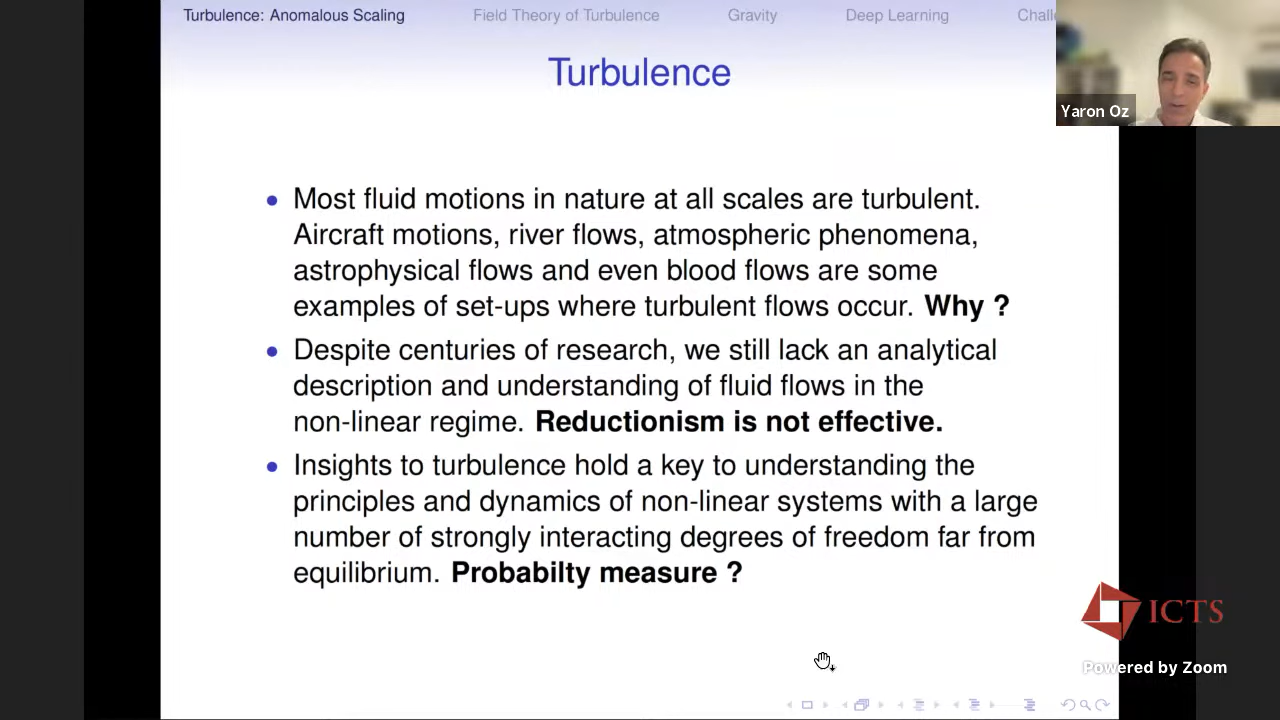 Turbulence: Anomalous Scaling Field Theory of Turbulence Gravity Deep Learning
Turbulence
Yaron Oz
Most fluid motions in nature at all scales are turbulent.
Aircraft motions, river flows, atmospheric phenomena,
astrophysical flows and even blood flows are some
examples of set-ups where turbulent flows occur. Why ?
Despite centuries of research, we still lack an analytical
description and understanding of fluid flows in the
non-linear regime. Reductionism is not effective.
Insights to turbulence hold a key to understanding the
principles and dynamics of non-linear systems with a large
number of strongly interacting degrees of freedom far from
equilibrium. Probabilty measure ?
ICTS
Powered by Zoom